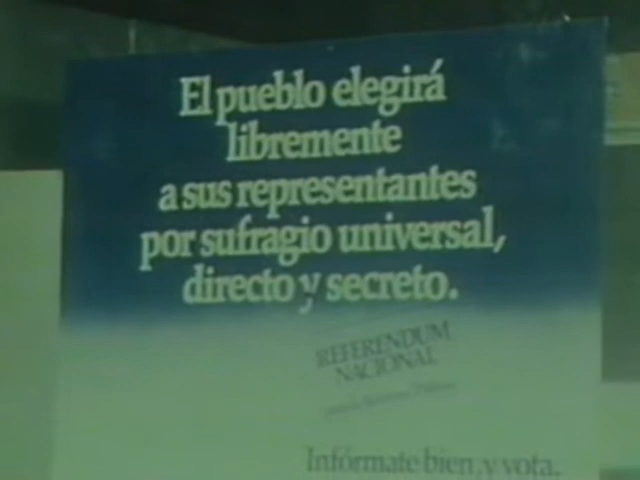 El pueblo elegirá
libremente
a sus representantes
por sufragio universal,
directo y secreto.
REFERENDUM
NACIONAL
Infórmate bien, y vota.